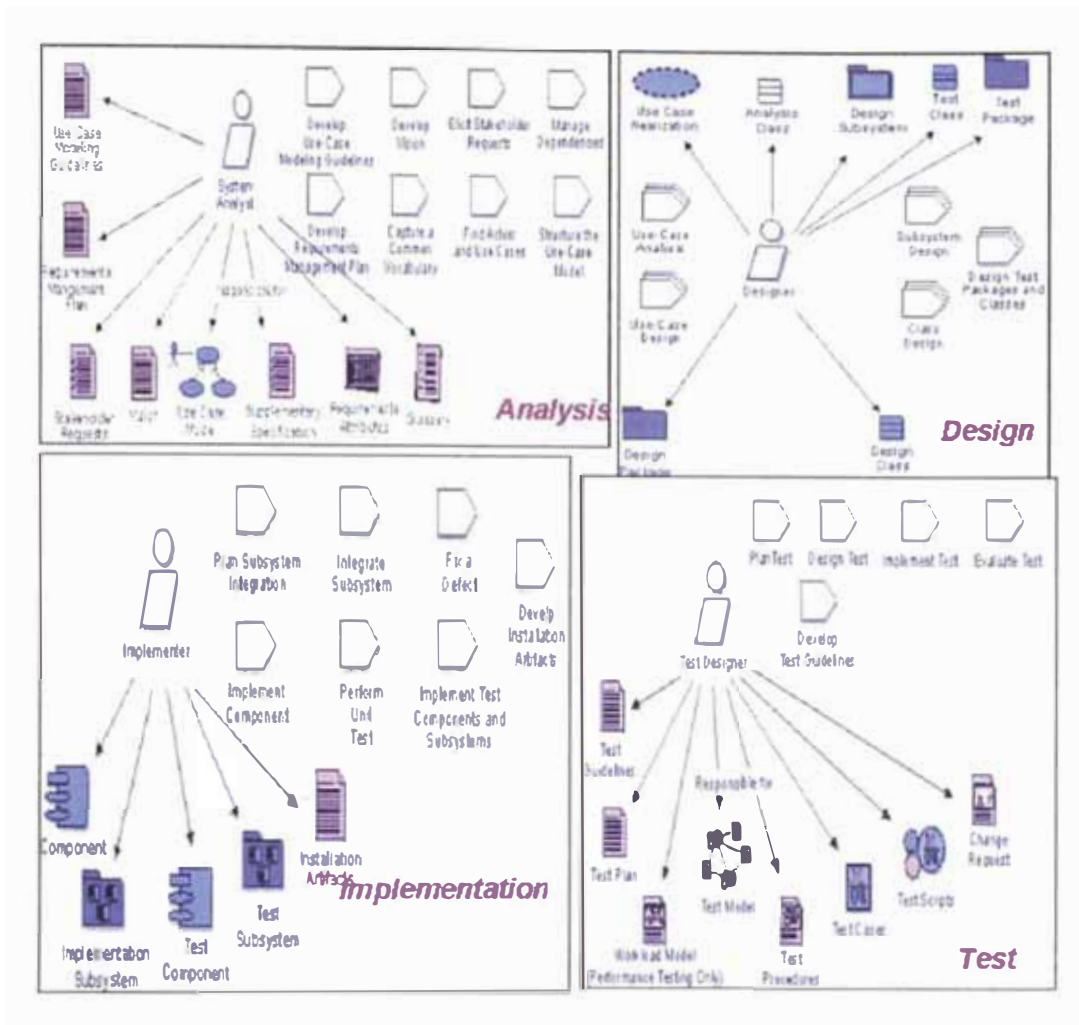 Use Case
Modeling
Guidelines
System
Analyst
Develop
Use-Case
Modeling Guidelines
Develop
Vision
Elicit Stakeholder
Requests
Manage
Dependencies
Develop
Requirements
Management Plan
Capture a
Common
Vocabulary
Find Actors
and Use Cases
Structure the
Use-Case
Model
Requirements
Management
Plan
Stakeholder
Requests
Vision
Use Case
Model
Supplementary
Specification
Requirements
Attributes
Glossary
Analysis
Use Case
Realization
Analysis
Class
Design
Subsystem
Test
Class
Test
Package
Use-Case
Analysis
Use-Case
Design
Designer
Subsystem
Design
Class
Design
Design Test
Packages and
Classes
Design
Package
Design
Class
Design
Implementer
Plan Subsystem
Integration
Integrate
Subsystem
Fix a
Defect
Develp
Installation
Artifacts
Implement
Component
Perform
Unit
Test
Implement Test
Components and
Subsystems
Component
Implementation
Subsystem
Test
Component
Test
Subsystem
Installation
Artifacts
Implementation
Plan Test
Design Test
Implement Test
Evaluate Test
Test Designer
Develop
Test Guidelines
Test
Guidelines
Responsible for
Test Plan
Workload Model
(Performance Testing Only)
Test Model
Test
Procedures
Test Cases
Test Scripts
Change
Request
Test